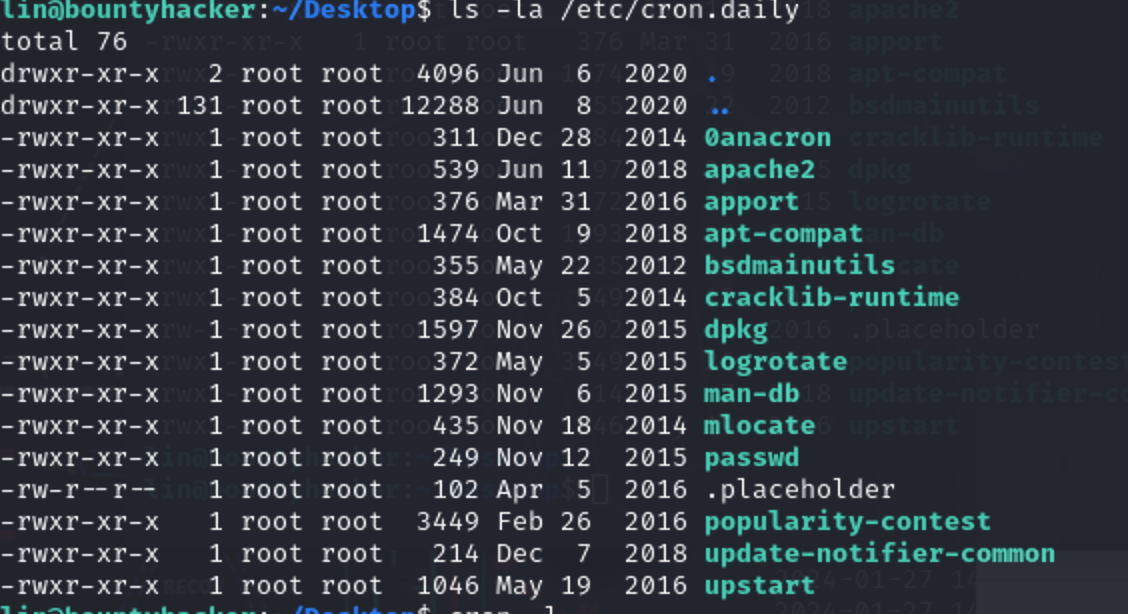 lin@bountyhacker:~/Desktop$ ls -la /etc/cron.daily
total 76
drwxr-xr-x 2 root root 4096 Jun 6 2020 .
drwxr-xr-x 131 root root 12288 Jun 8 2020 ..
-rwxr-xr-x 1 root root 311 Dec 28 2014 0anacron
-rwxr-xr-x 1 root root 539 Jun 11 2018 apache2
-rwxr-xr-x 1 root root 376 Mar 31 2016 apport
-rwxr-xr-x 1 root root 1474 Oct 9 2018 apt-compat
-rwxr-xr-x 1 root root 355 May 22 2012 bsdmainutils
-rwxr-xr-x 1 root root 384 Oct 5 2014 cracklib-runtime
-rwxr-xr-x 1 root root 1597 Nov 26 2015 dpkg
-rwxr-xr-x 1 root root 372 May 5 2015 logrotate
-rwxr-xr-x 1 root root 1293 Nov 6 2015 man-db
-rwxr-xr-x 1 root root 435 Nov 18 2014 mlocate
-rwxr-xr-x 1 root root 249 Nov 12 2015 passwd
-rw-r--r-- 1 root root 102 Apr 5 2016 .placeholder
-rwxr-xr-x 1 root root 3449 Feb 26 2016 popularity-contest
-rwxr-xr-x 1 root root 214 Dec 7 2018 update-notifier-common
-rwxr-xr-x 1 root root 1046 May 19 2016 upstart
lin@bountyhacker:~/Desktop$